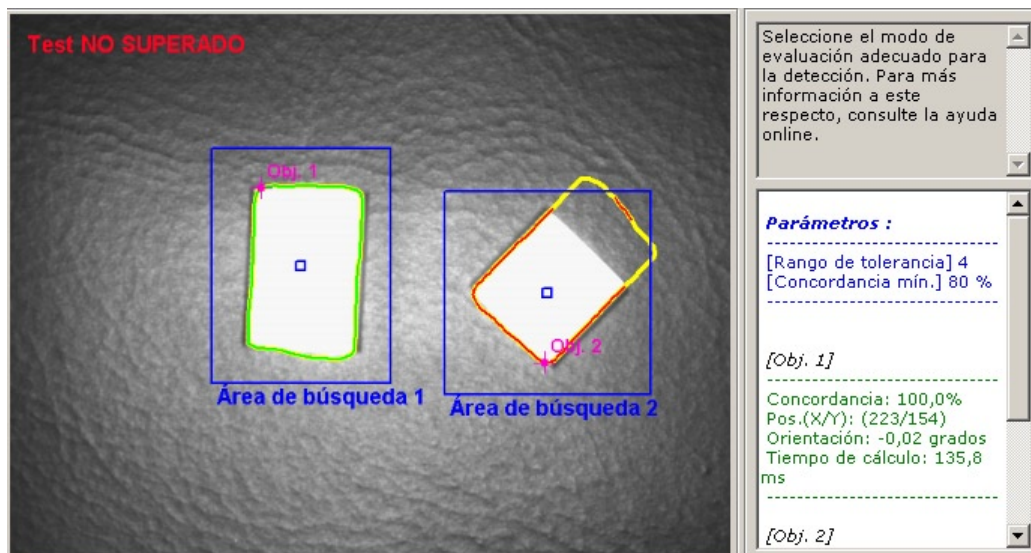 Test NO SUPERADO
Obj. 1
Área de búsqueda 1
Obj. 2
Área de búsqueda 2
Seleccione el modo de
evaluación adecuado para
la detección. Para más
información a este
respecto, consulte la ayuda
online.
Parámetros :
[Rango de tolerancia] 4
[Concordancia mín.] 80 %
[Obj. 1]
Concordancia: 100,0%
Pos.(X/Y): (223/154)
Orientación: -0,02 grados
Tiempo de cálculo: 135,8
ms
[Obj. 2]